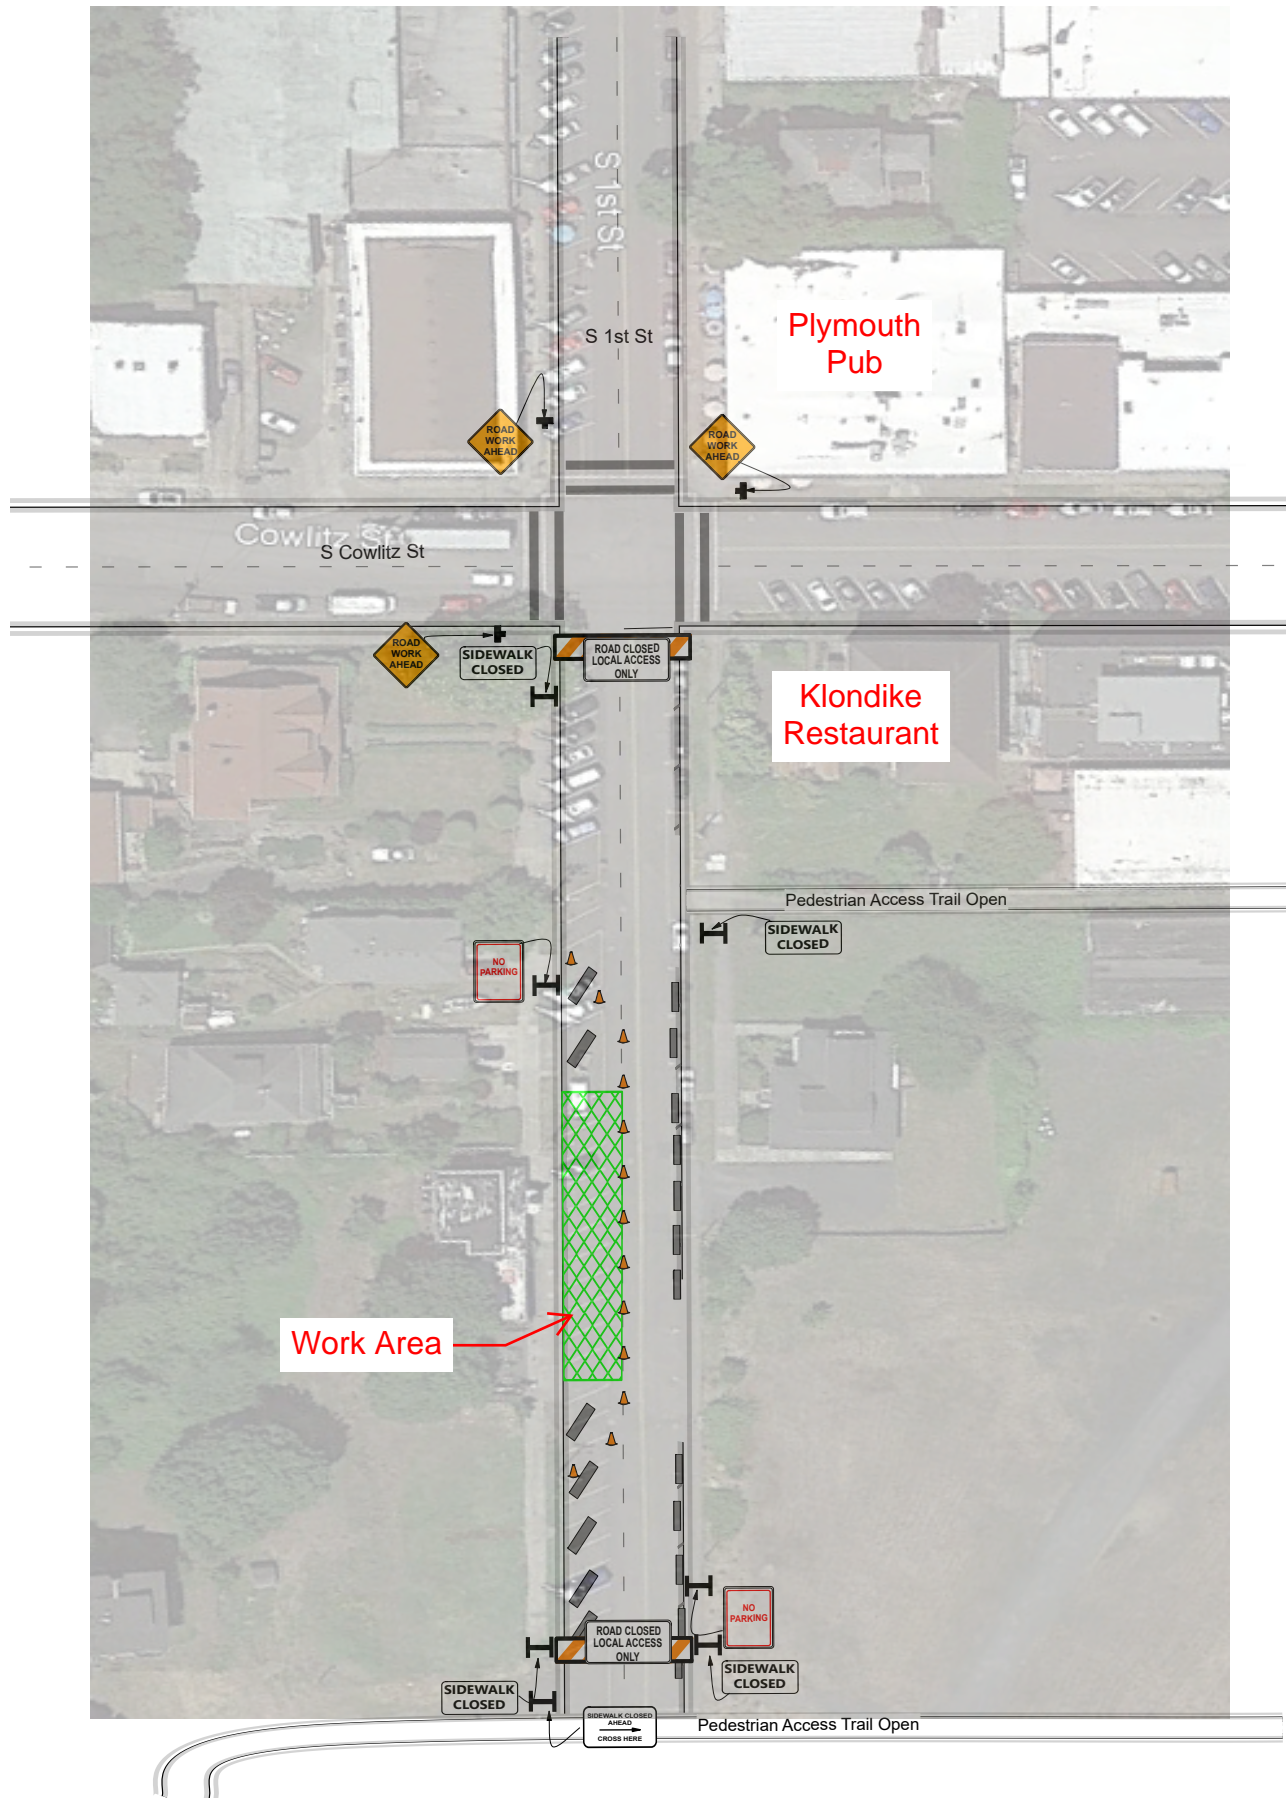 S 1st St
S 1st St
Plymouth
Pub
ROAD
WORK
AHEAD
ROAD
WORK
AHEAD
Cowlitz St
S Cowlitz St
ROAD
WORK
AHEAD
SIDEWALK
CLOSED
ROAD CLOSED
LOCAL ACCESS
ONLY
Klondike
Restaurant
Pedestrian Access Trail Open
SIDEWALK
CLOSED
NO
PARKING
Work Area
NO
PARKING
ROAD CLOSED
LOCAL ACCESS
ONLY
SIDEWALK
CLOSED
SIDEWALK
CLOSED
SIDEWALK CLOSED
AHEAD
CROSS HERE
Pedestrian Access Trail Open